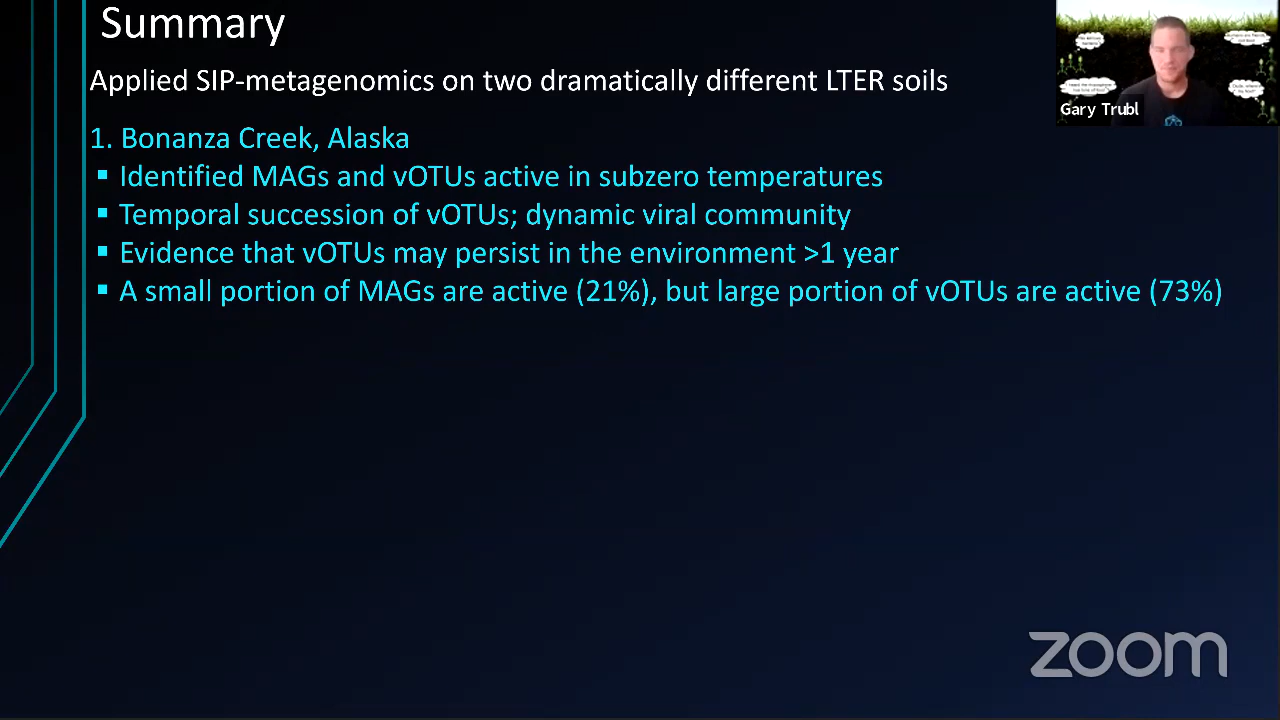 Summary
Applied SIP-metagenomics on two dramatically different LTER soils
1. Bonanza Creek, Alaska
▪ Identified MAGs and vOTUs active in subzero temperatures
▪ Temporal succession of vOTUs; dynamic viral community
▪ Evidence that vOTUs may persist in the environment >1 year
▪ A small portion of MAGs are active (21%), but large portion of vOTUs are active (73%)
Gary Trubl
zoom